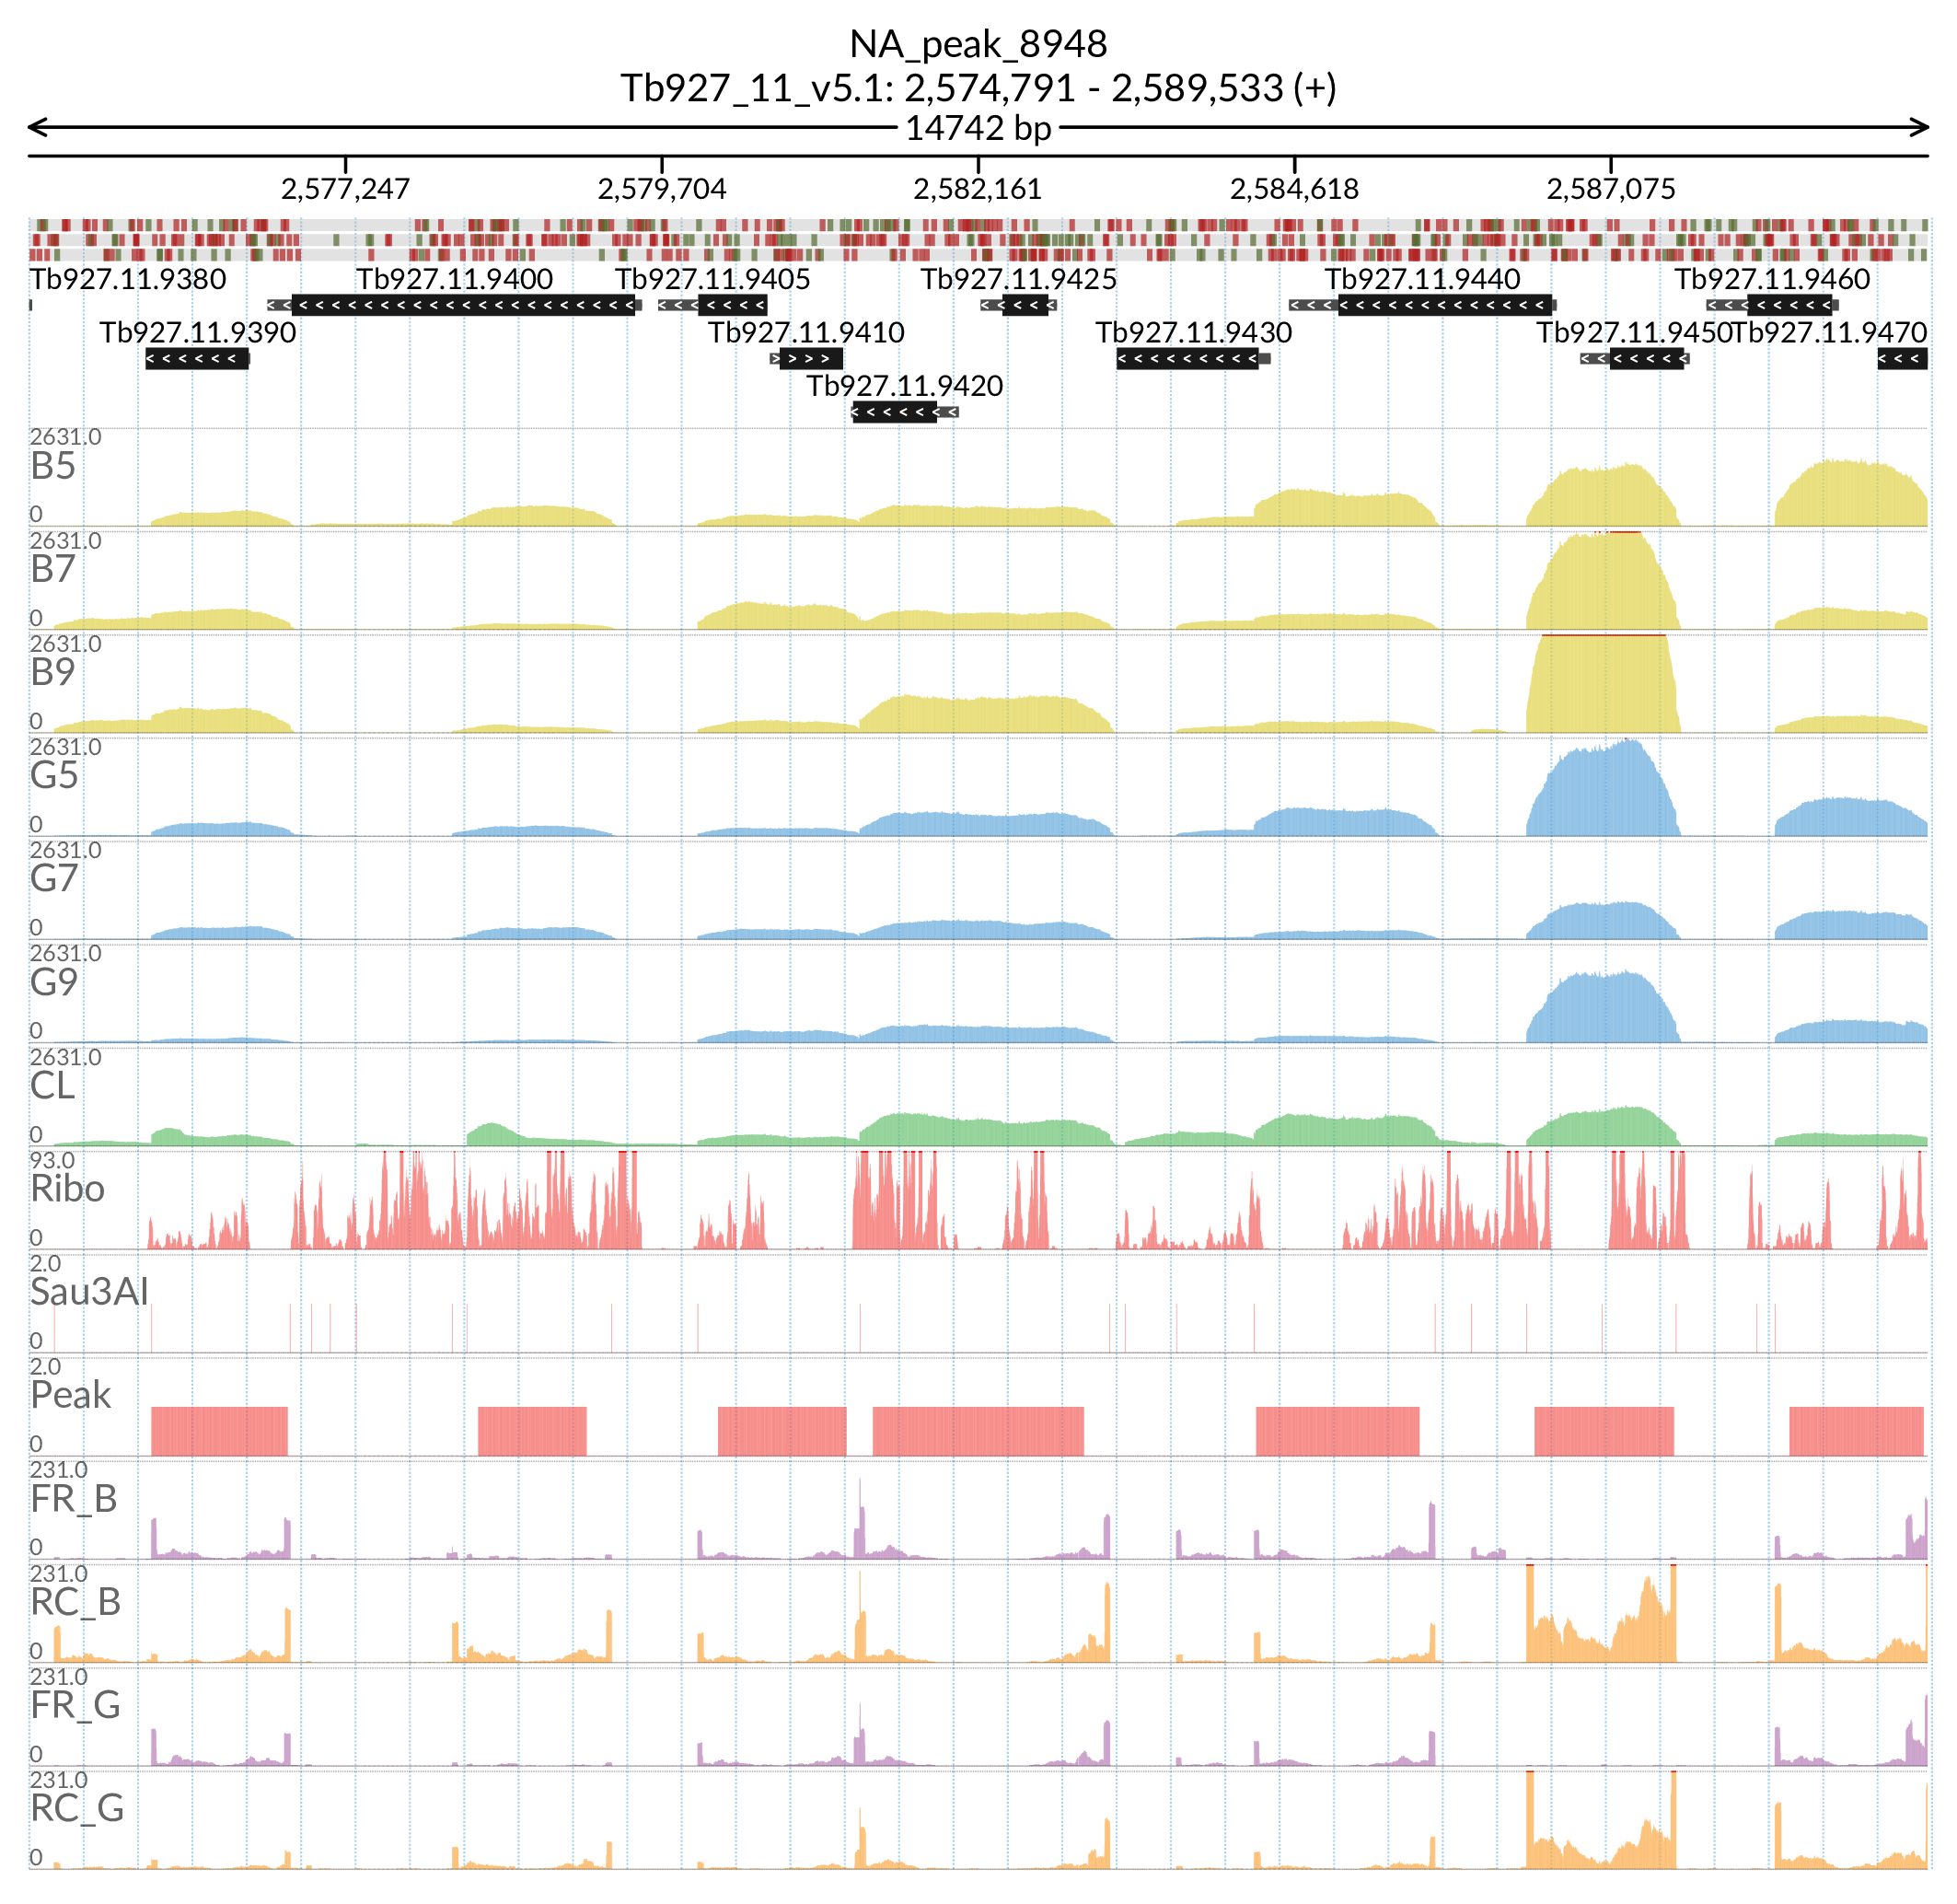 NA_peak_8948
Tb927_11_v5.1: 2,574,791 - 2,589,533 (+)
14742 bp
2,577,247 2,579,704 2,582,161 2,584,618 2,587,075
Tb927.11.9380 Tb927.11.9400 Tb927.11.9405 Tb927.11.9425 Tb927.11.9440 Tb927.11.9460
Tb927.11.9390 Tb927.11.9410 Tb927.11.9430 Tb927.11.9450 Tb927.11.9470
Tb927.11.9420
2631.0
B5
0
2631.0
B7
0
2631.0
B9
0
2631.0
G5
0
2631.0
G7
0
2631.0
G9
0
2631.0
CL
0
93.0
Ribo
0
2.0
Sau3AI
0
2.0
Peak
0
231.0
FR_B
0
231.0
RC_B
0
231.0
FR_G
0
231.0
RC_G
0